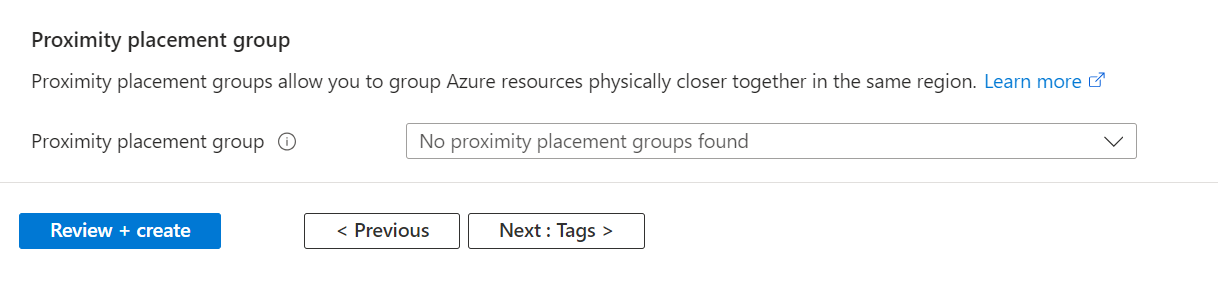 Proximity placement group
Proximity placement groups allow you to group Azure resources physically closer together in the same region. Learn more
Proximity placement group No proximity placement groups found
Review + create < Previous Next : Tags >